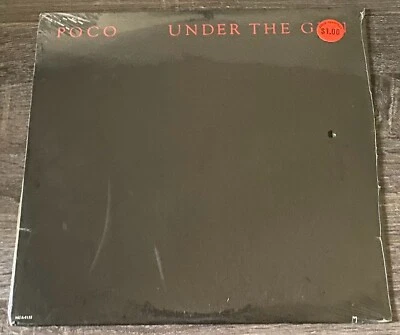 POCO UNDER THE G
$1.00